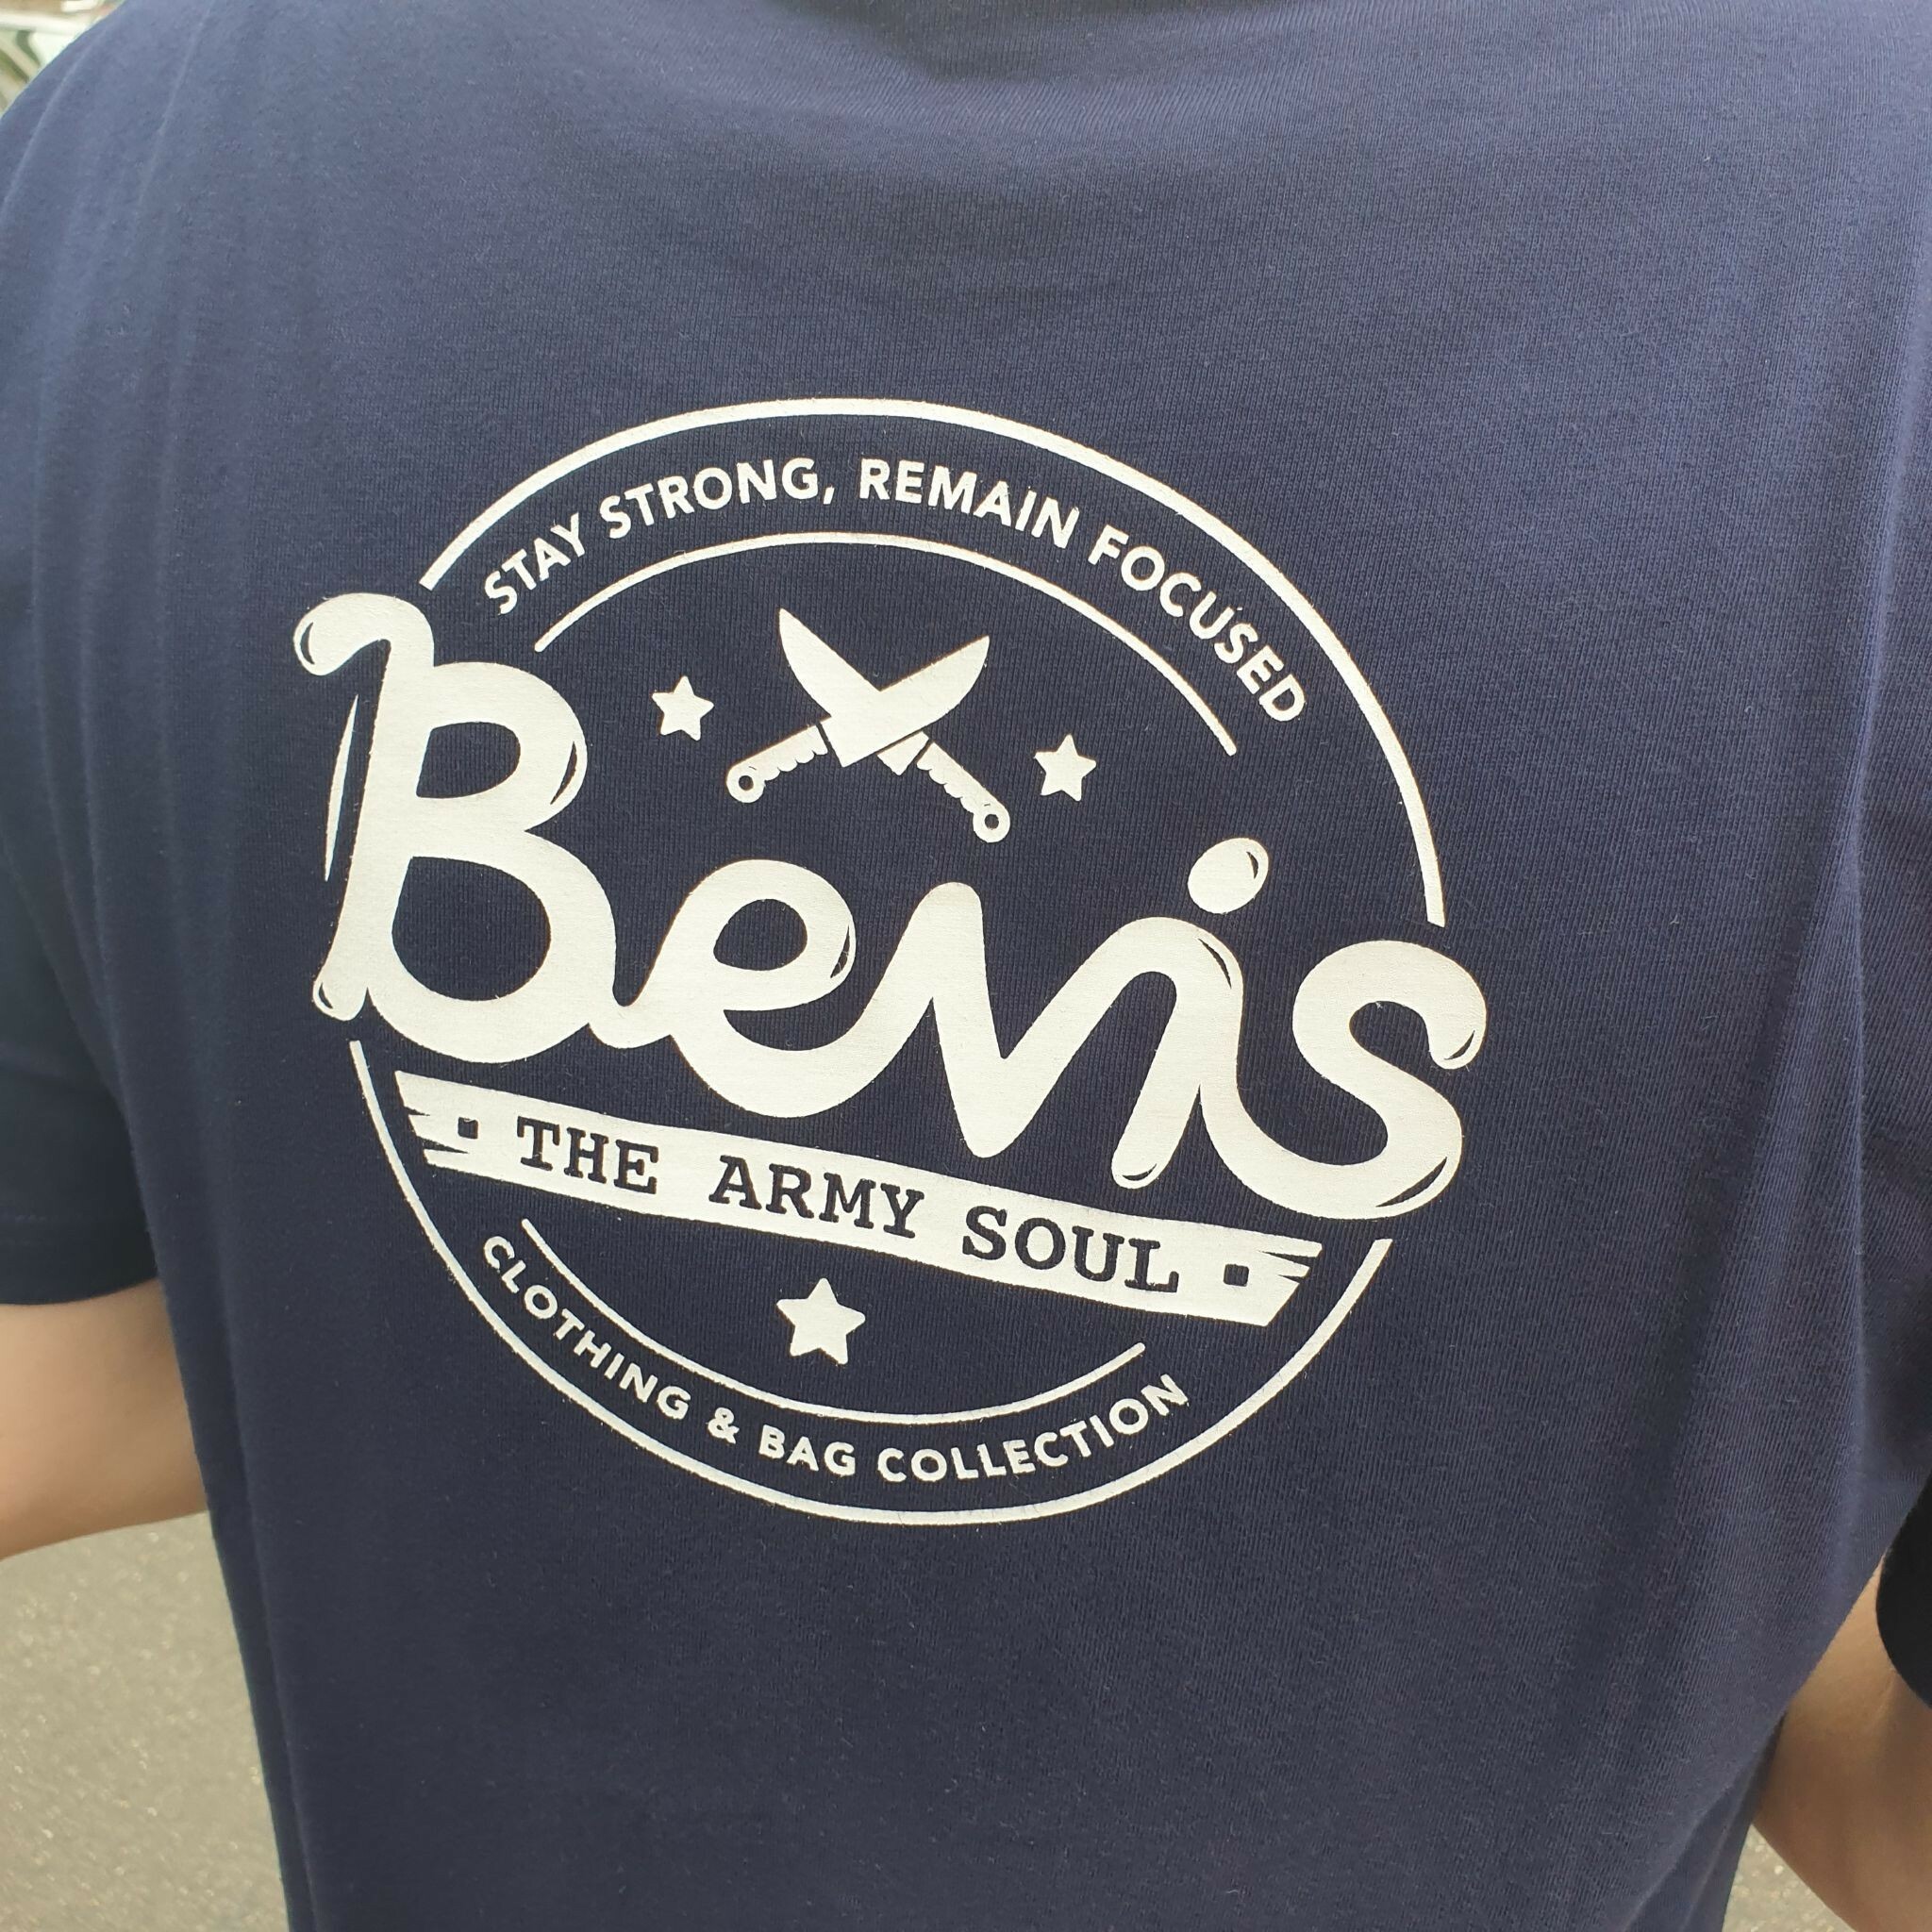 STAY STRONG, REMAIN FOCUSED
Bevis
THE ARMY SOUL
CLOTHING & BAG COLLECTION